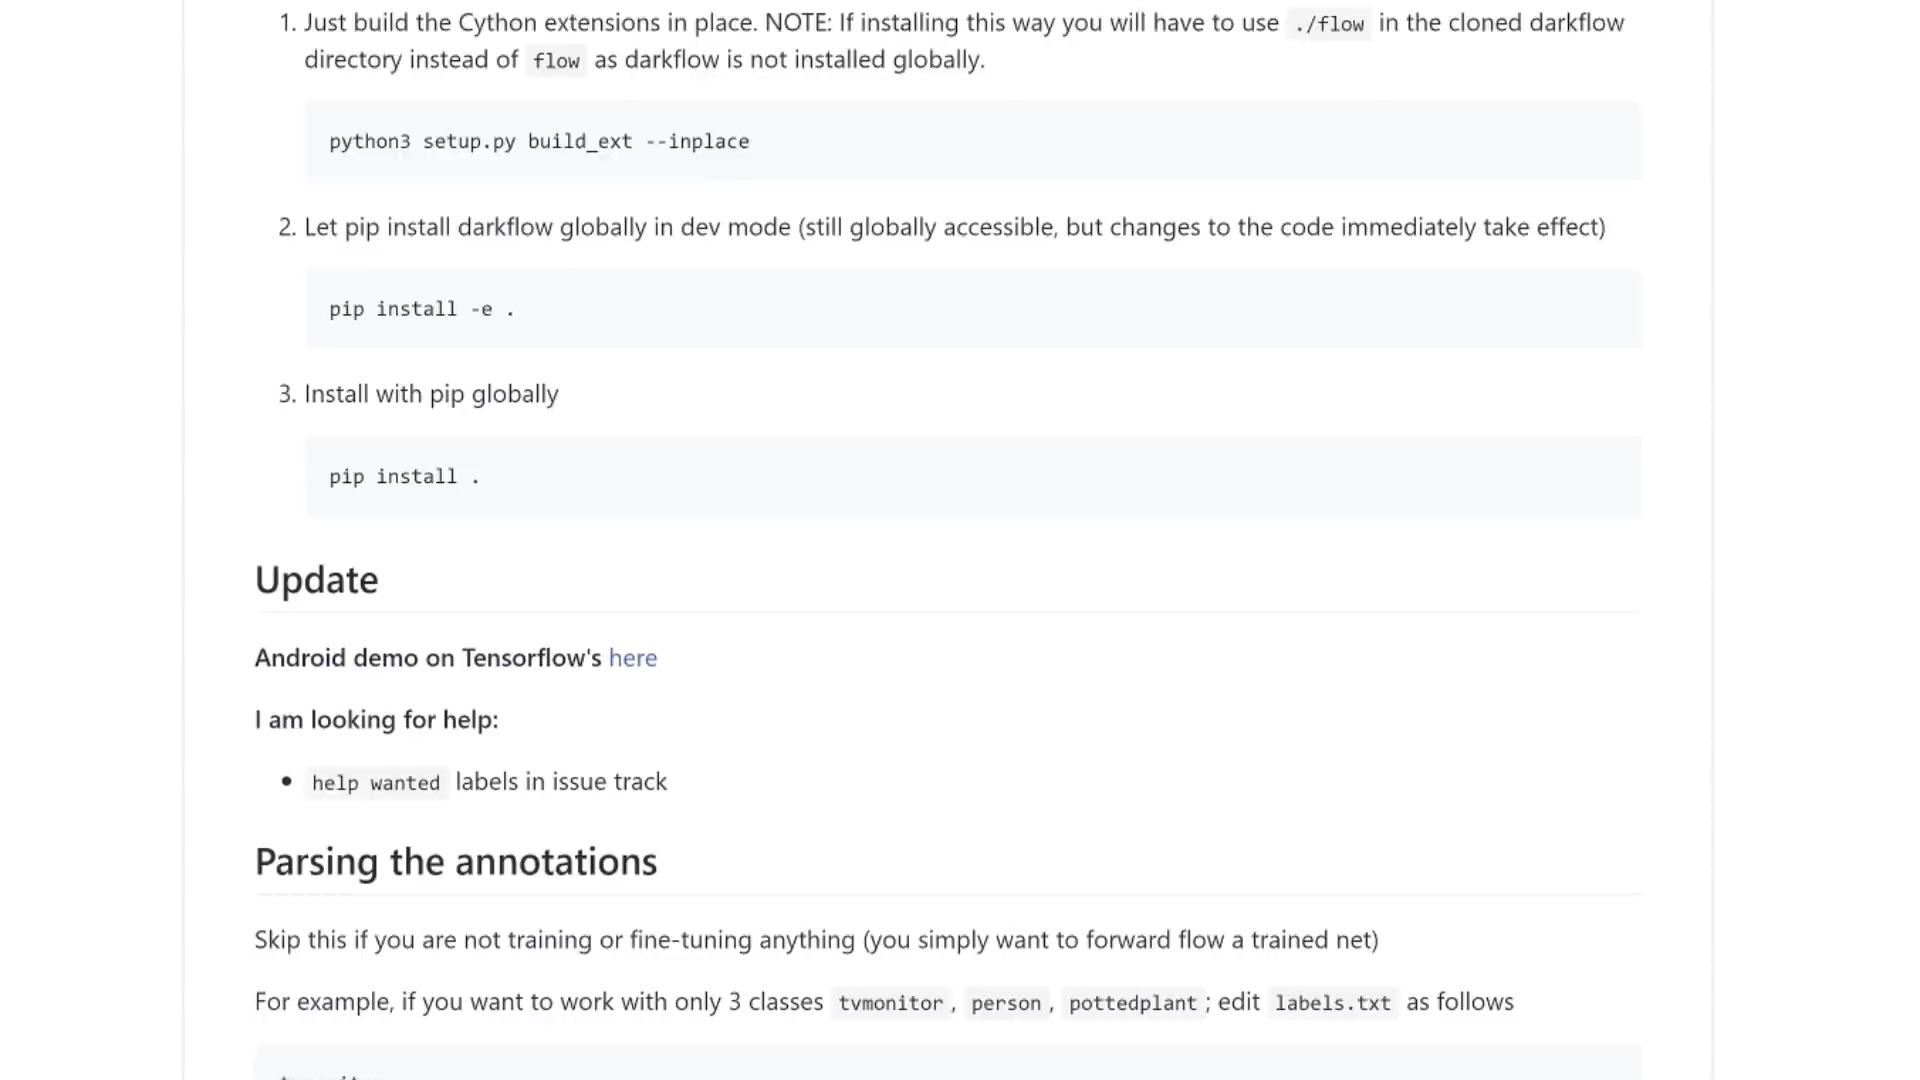 1. Just build the Cython extensions in place. NOTE: If installing this way you will have to use ./flow in the cloned darkflow
directory instead of flow as darkflow is not installed globally.
python3 setup.py build_ext --inplace
2. Let pip install darkflow globally in dev mode (still globally accessible, but changes to the code immediately take effect)
pip install -e .
3. Install with pip globally
pip install .
Update
Android demo on Tensorflow's here
I am looking for help:
• help wanted labels in issue track
Parsing the annotations
Skip this if you are not training or fine-tuning anything (you simply want to forward flow a trained net)
For example, if you want to work with only 3 classes tvmonitor, person, pottedplant; edit labels.txt as follows